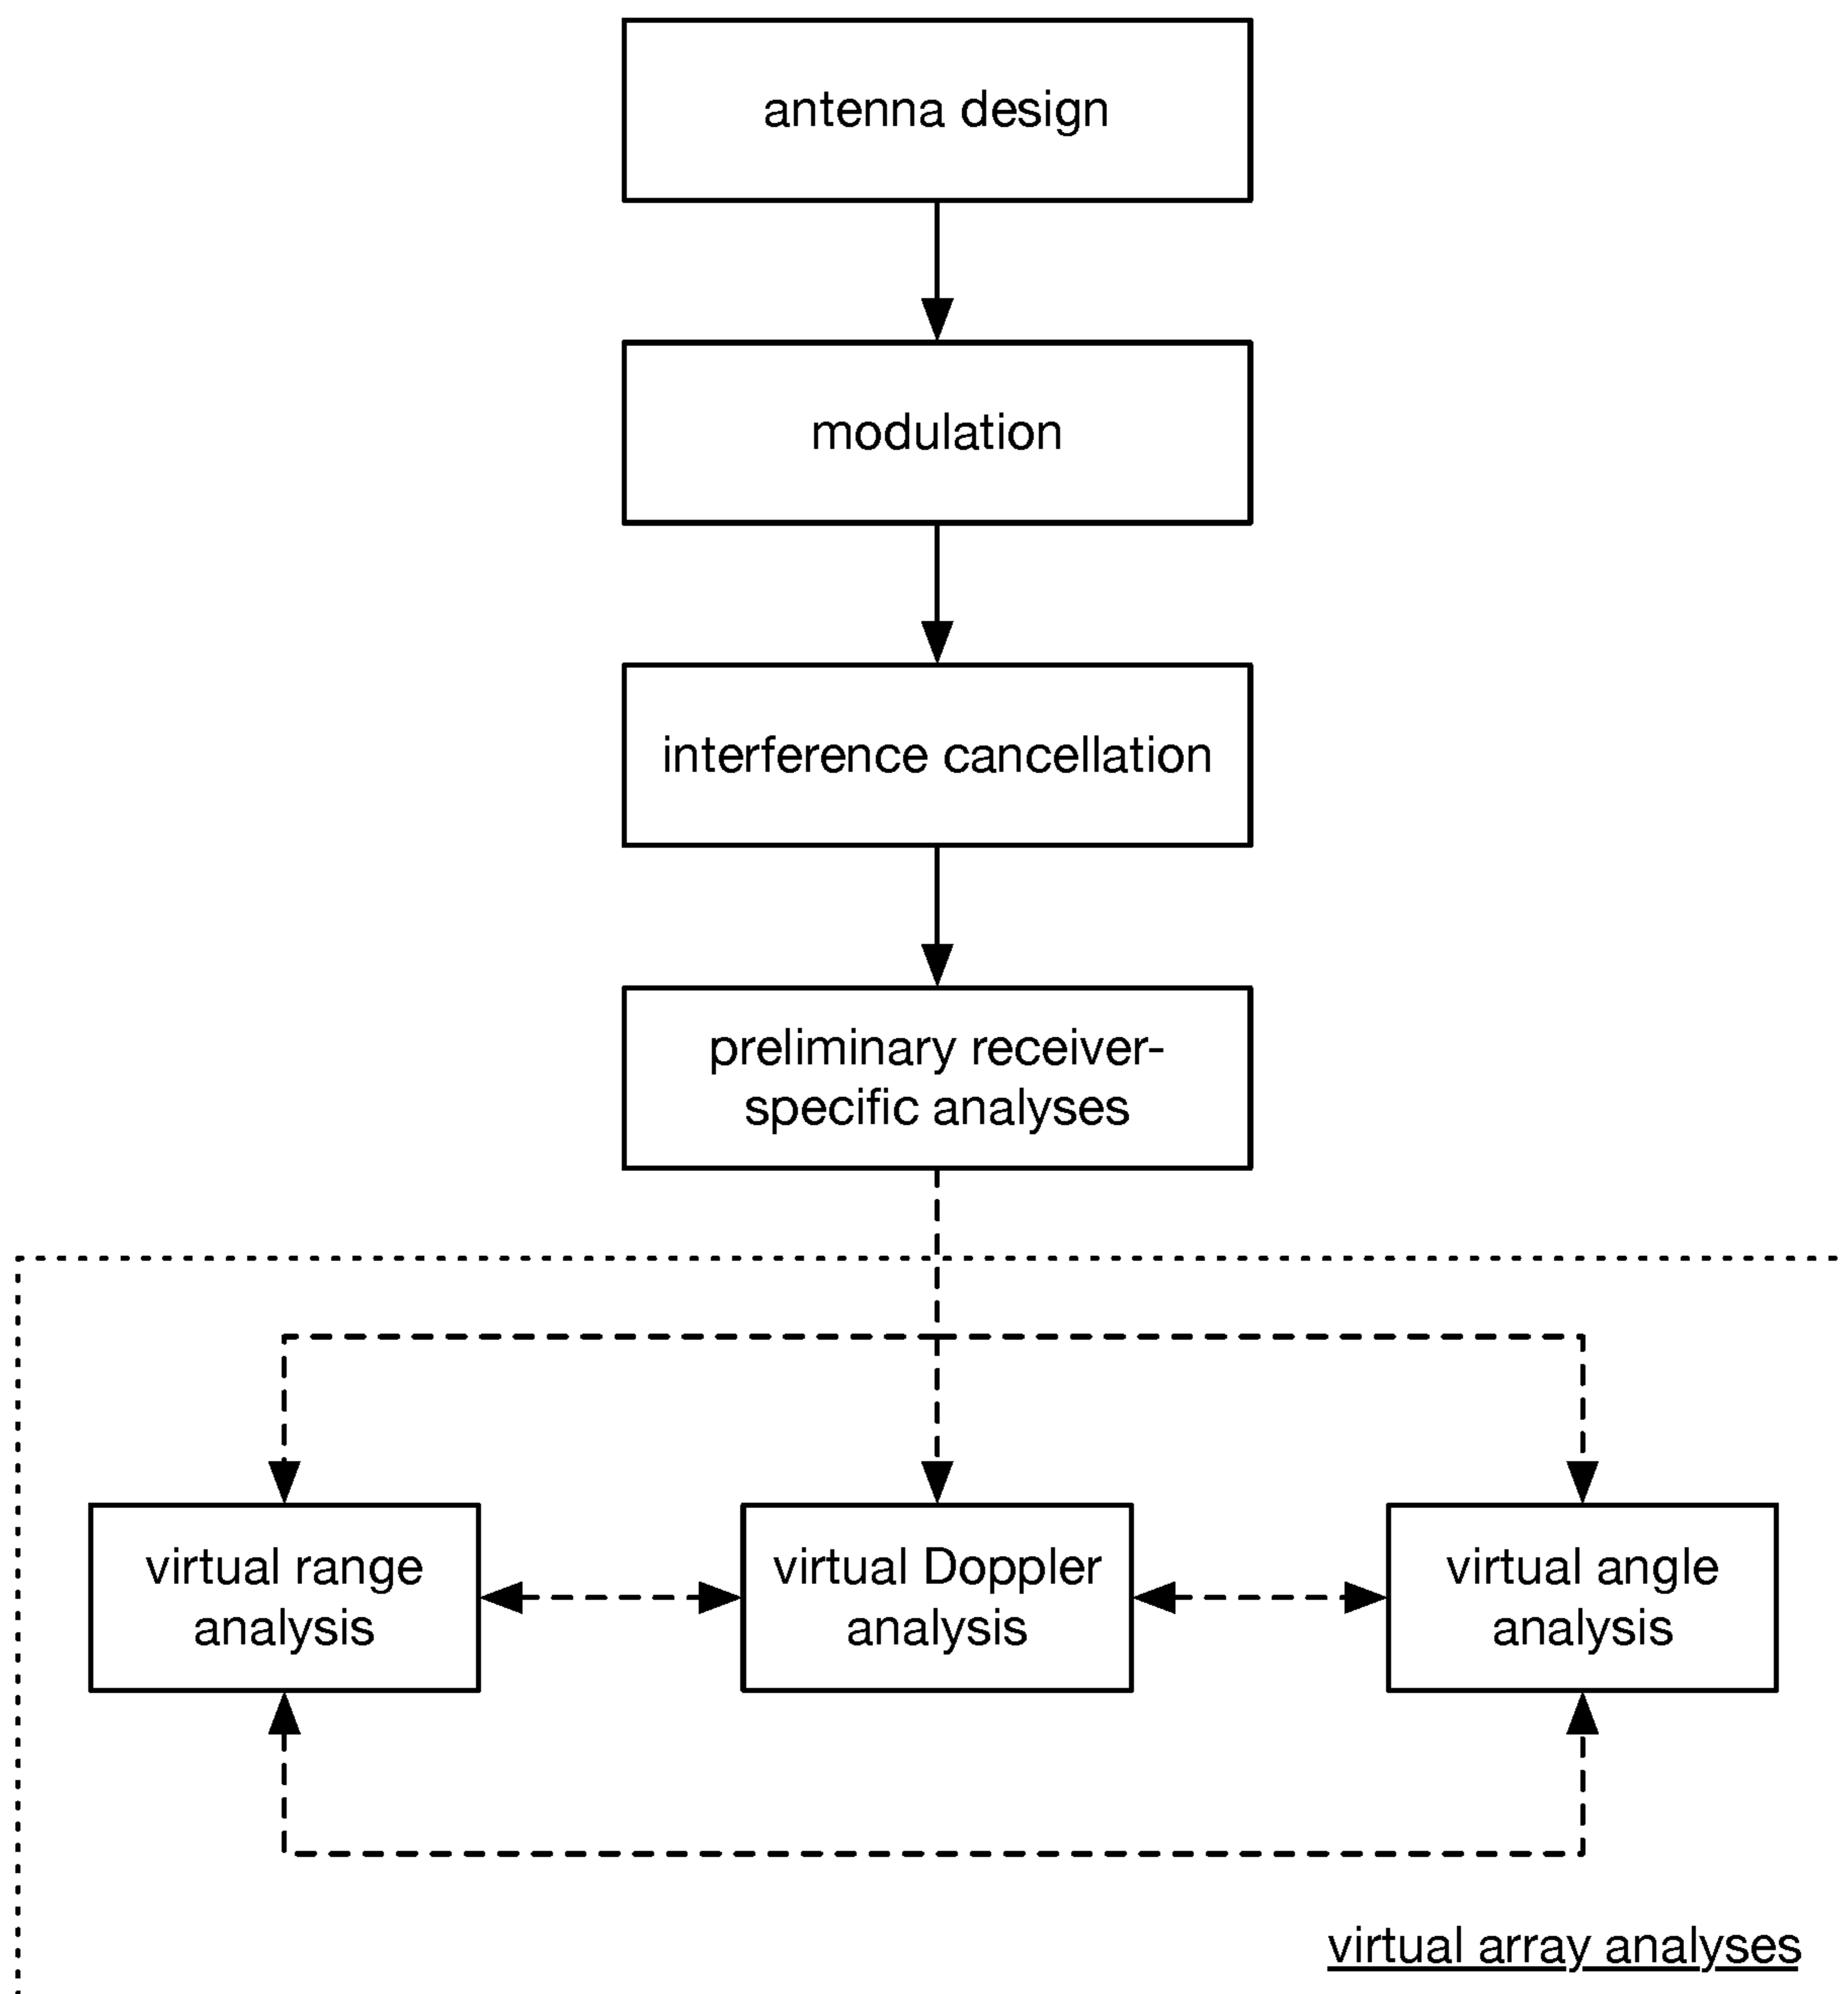 antenna design
modulation
interference cancellation
preliminary receiver-
specific analyses
virtual range
analysis
virtual Doppler
analysis
virtual angle
analysis
virtual array analyses